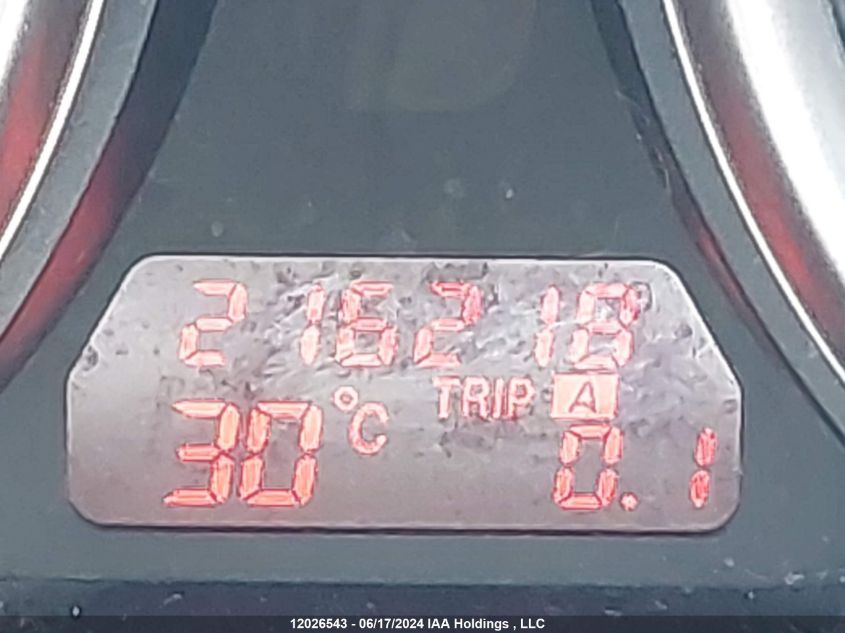 216218
30°C TRIP A
0.1
12026543 - 06/17/2024 IAA Holdings , LLC